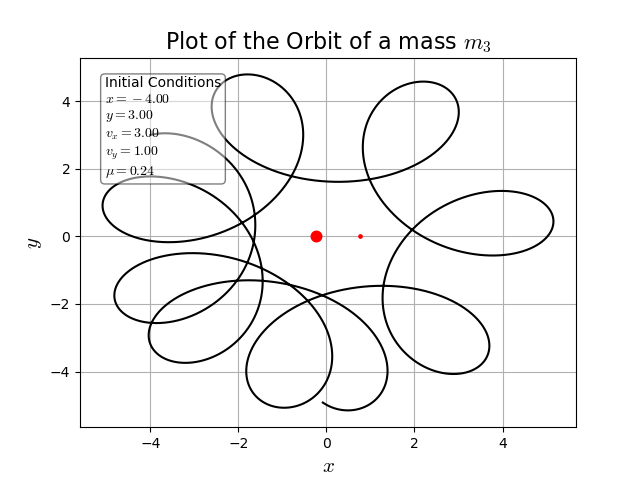 Plot of the Orbit of a mass m₃
Initial Conditions
x = −4.00
y = 3.00
vₓ = 3.00
v_y = 1.00
μ = 0.24
4
2
0
−2
−4
y
−4
−2
0
2
4
x